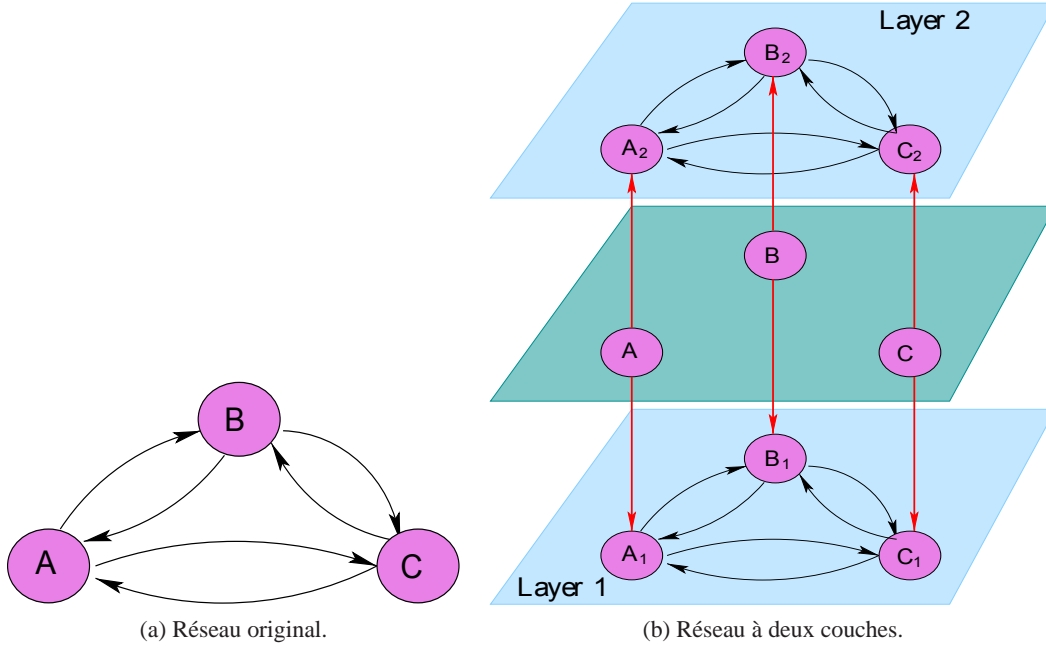 Layer 2
B2
A2
C2
B
A
C
B
A
C
B1
A1
C1
Layer 1
(a) Réseau original.
(b) Réseau à deux couches.